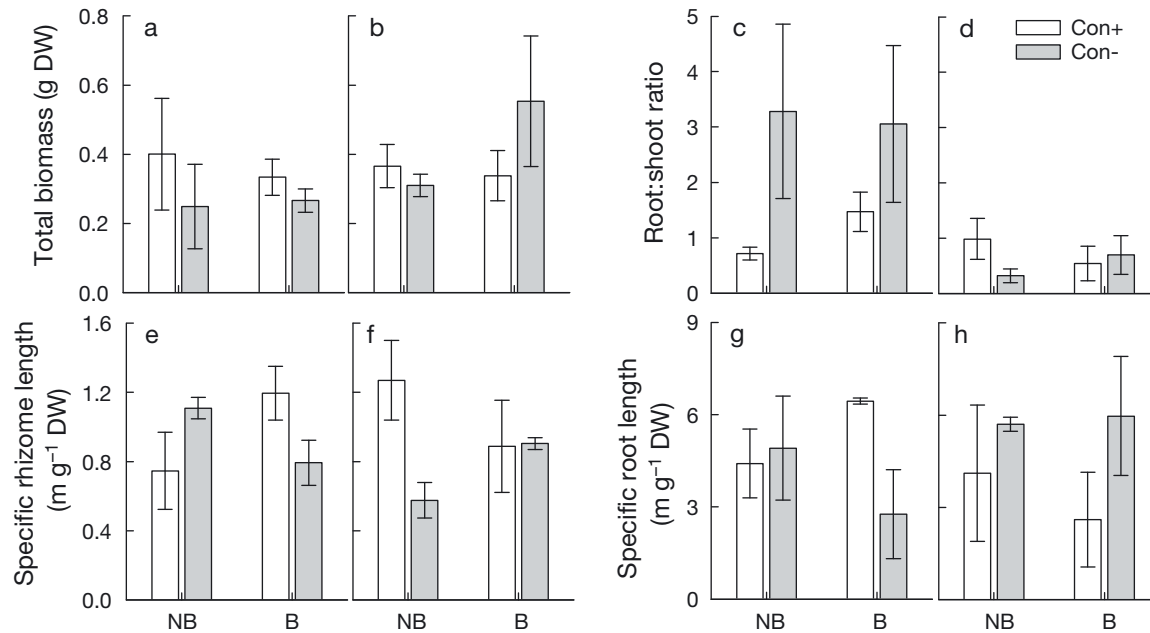 a
b
c
d
Con+
Con-
Total biomass (g DW)
0.8
0.6
0.4
0.2
0.0
Root:shoot ratio
5
4
3
2
1
0
e
f
g
h
Specific rhizome length
(m g⁻¹ DW)
1.6
1.2
0.8
0.4
0.0
Specific root length
(m g⁻¹ DW)
9
6
3
0
NB
B
NB
B
NB
B
NB
B